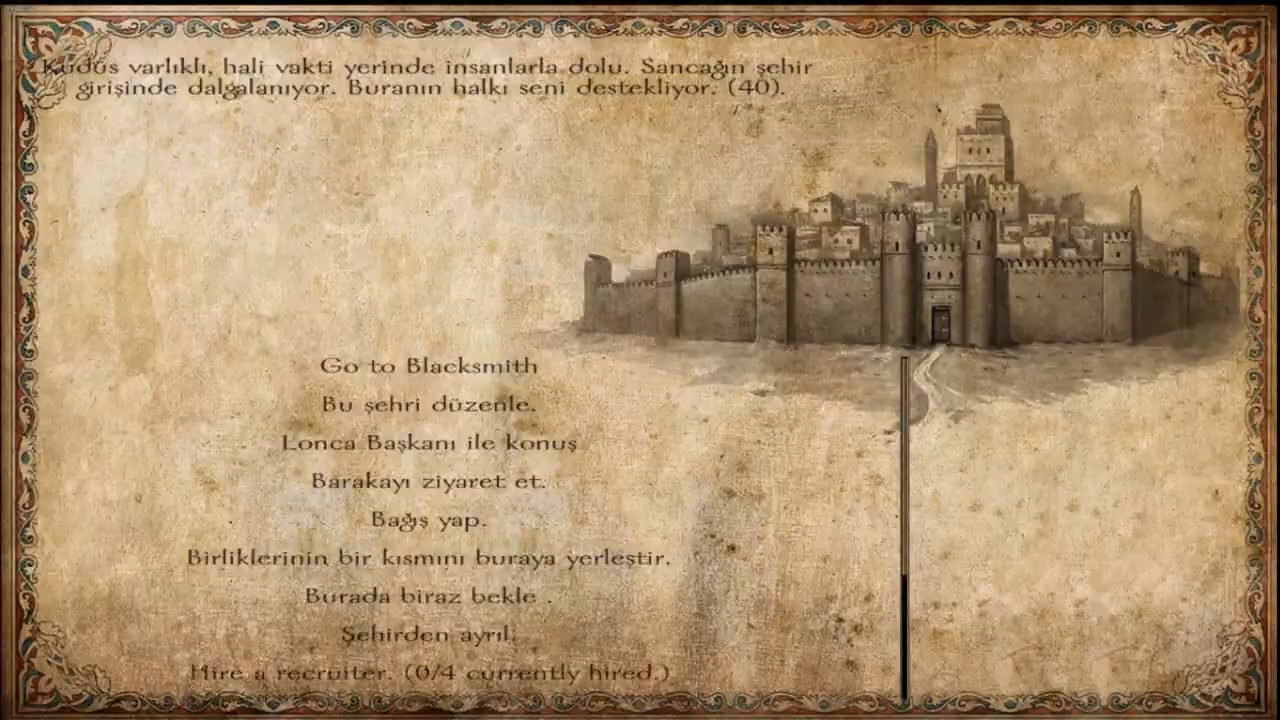 Kudüs varlıklı, hali vakti yerinde insanlarla dolu. Sancağın şehir
girişinde dalgalanıyor. Buranın halkı seni destekliyor. (40).
Go to Blacksmith
Bu şehri düzenle.
Lonca Başkanı ile konuş
Barakayı ziyaret et.
Bağış yap.
Birliklerinin bir kısmını buraya yerleştir.
Burada biraz bekle .
Şehirden ayrıl.
Hire a recruiter. (0/4 currently hired.)